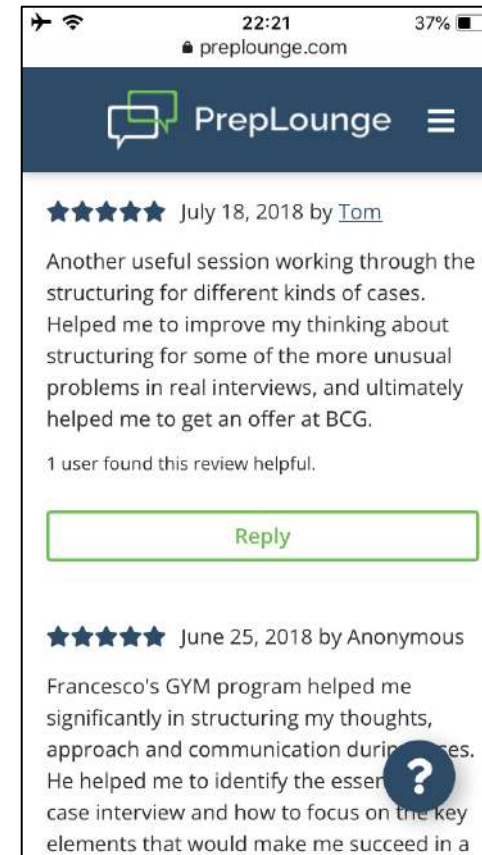 22:21
37%
preplounge.com
PrepLounge
July 18, 2018 by Tom
Another useful session working through the
structuring for different kinds of cases.
Helped me to improve my thinking about
structuring for some of the more unusual
problems in real interviews, and ultimately
helped me to get an offer at BCG.
1 user found this review helpful.
Reply
June 25, 2018 by Anonymous
Francesco's GYM program helped me
significantly in structuring my thoughts,
approach and communication
He helped me to identify the
?
case interview and how to focus on the key
elements that would make me succeed in a